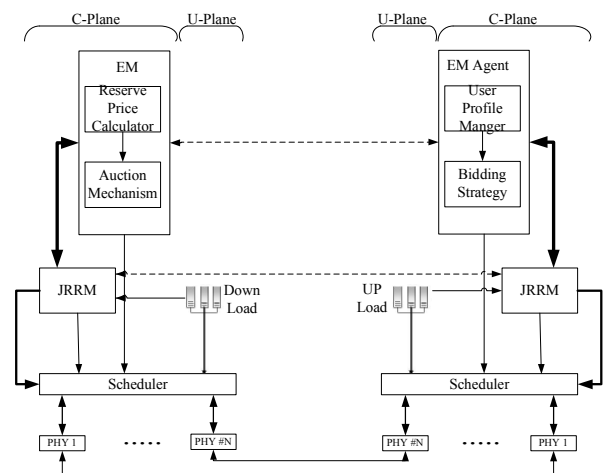 C-Plane
U-Plane
U-Plane
C-Plane
EM
Reserve
Price
Calculator
Auction
Mechanism
EM Agent
User
Profile
Manger
Bidding
Strategy
JRRM
Down
Load
UP
Load
JRRM
Scheduler
Scheduler
PHY 1
.....
PHY #N
PHY #N
.....
PHY 1